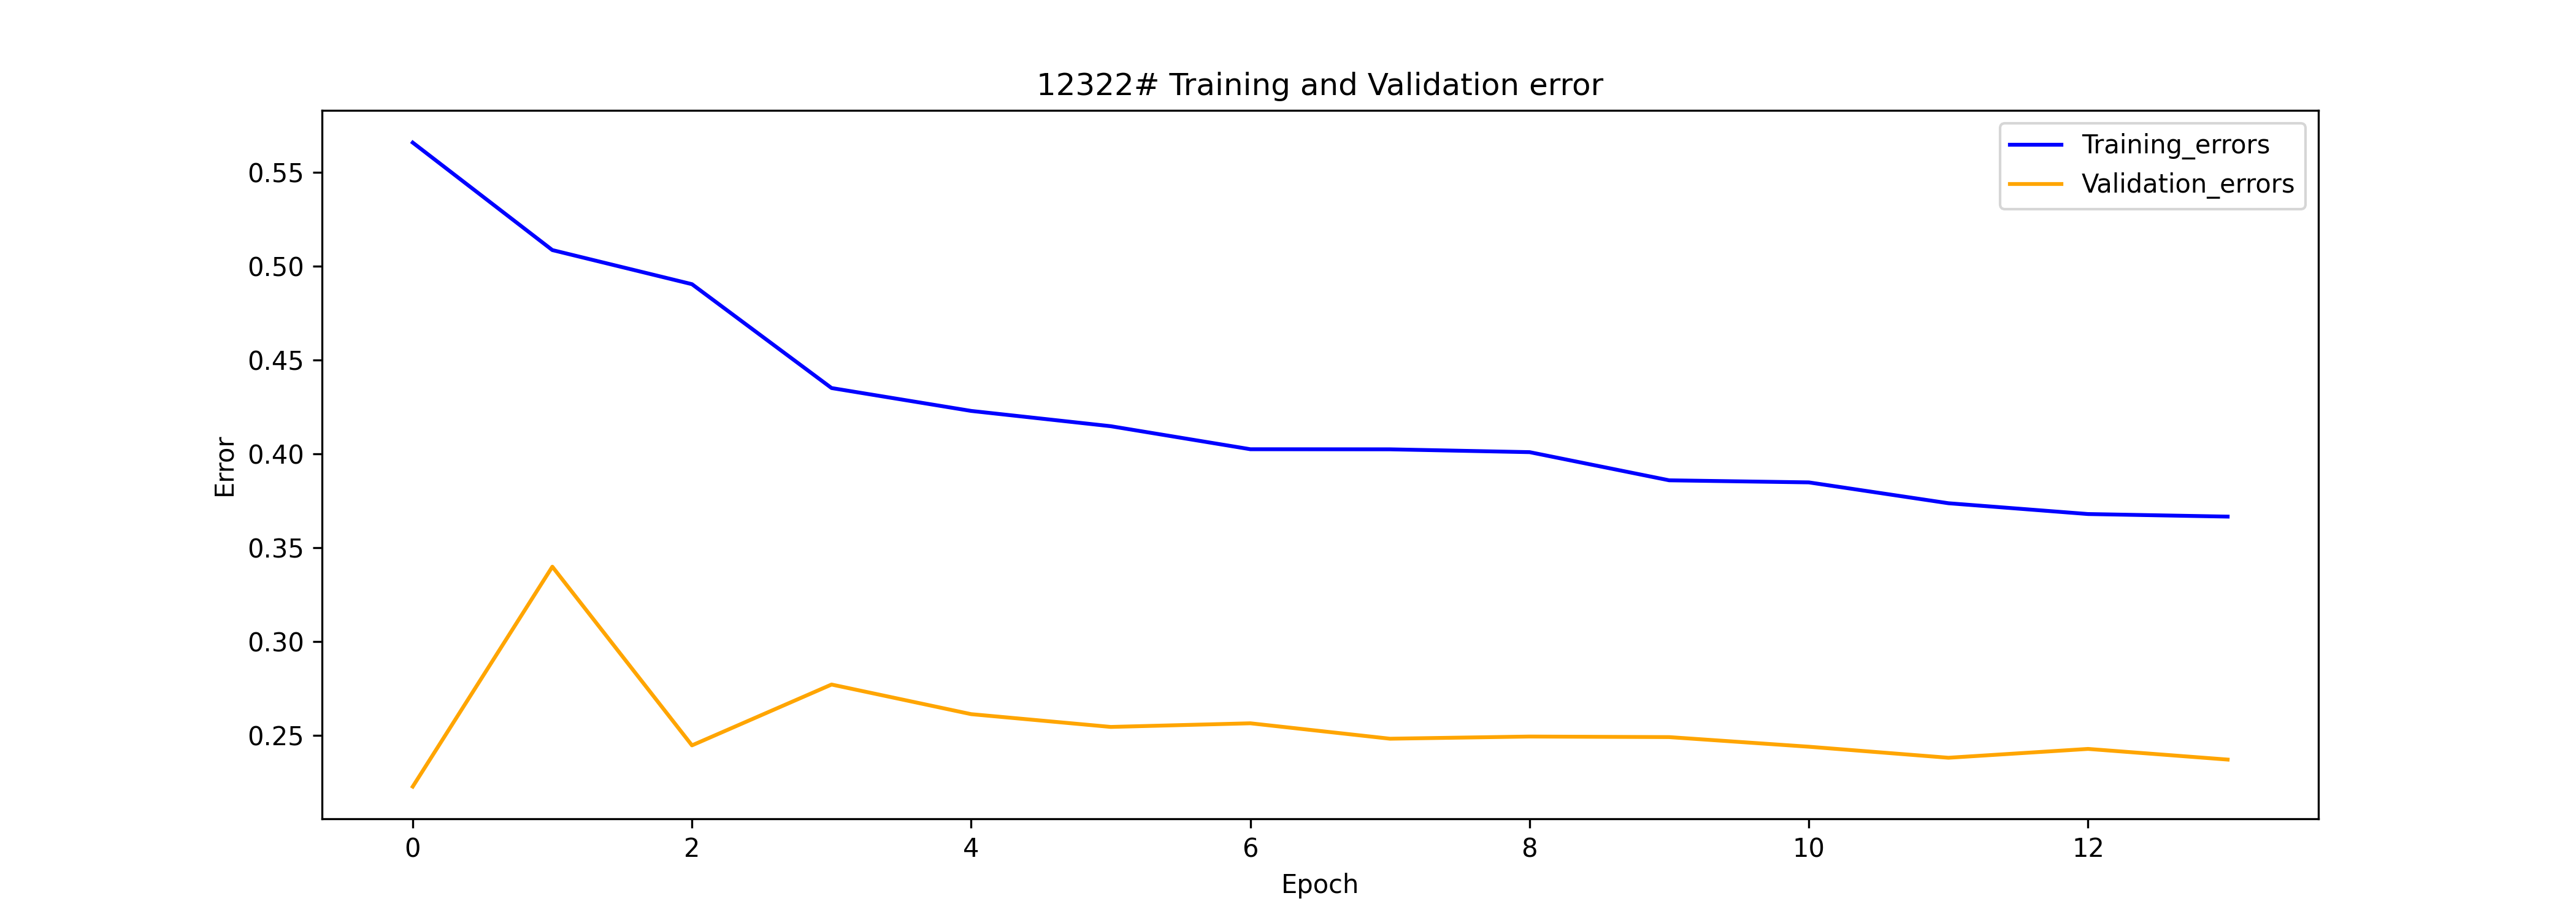 12322# Training and Validation error
Training_errors
Validation_errors
0.55
0.50
0.45
0.40
0.35
0.30
0.25
Error
0 2 4 6 8 10 12
Epoch